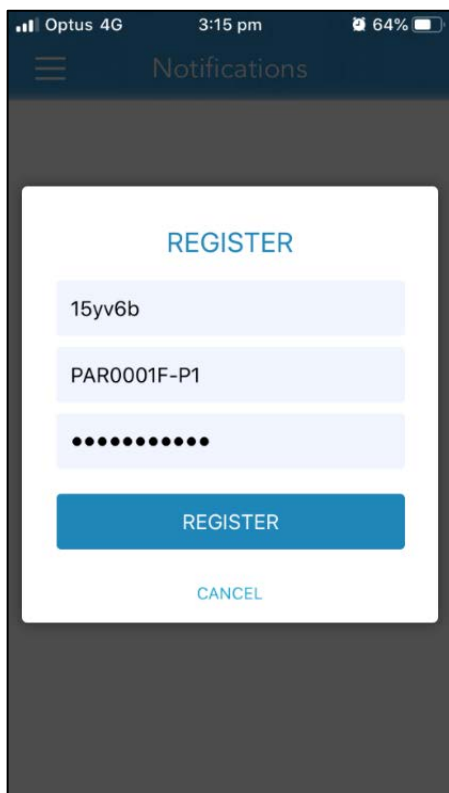 Optus 4G 3:15 pm 64%
Notifications
REGISTER
15yv6b
PAR0001F-P1
•••••••••••
REGISTER
CANCEL